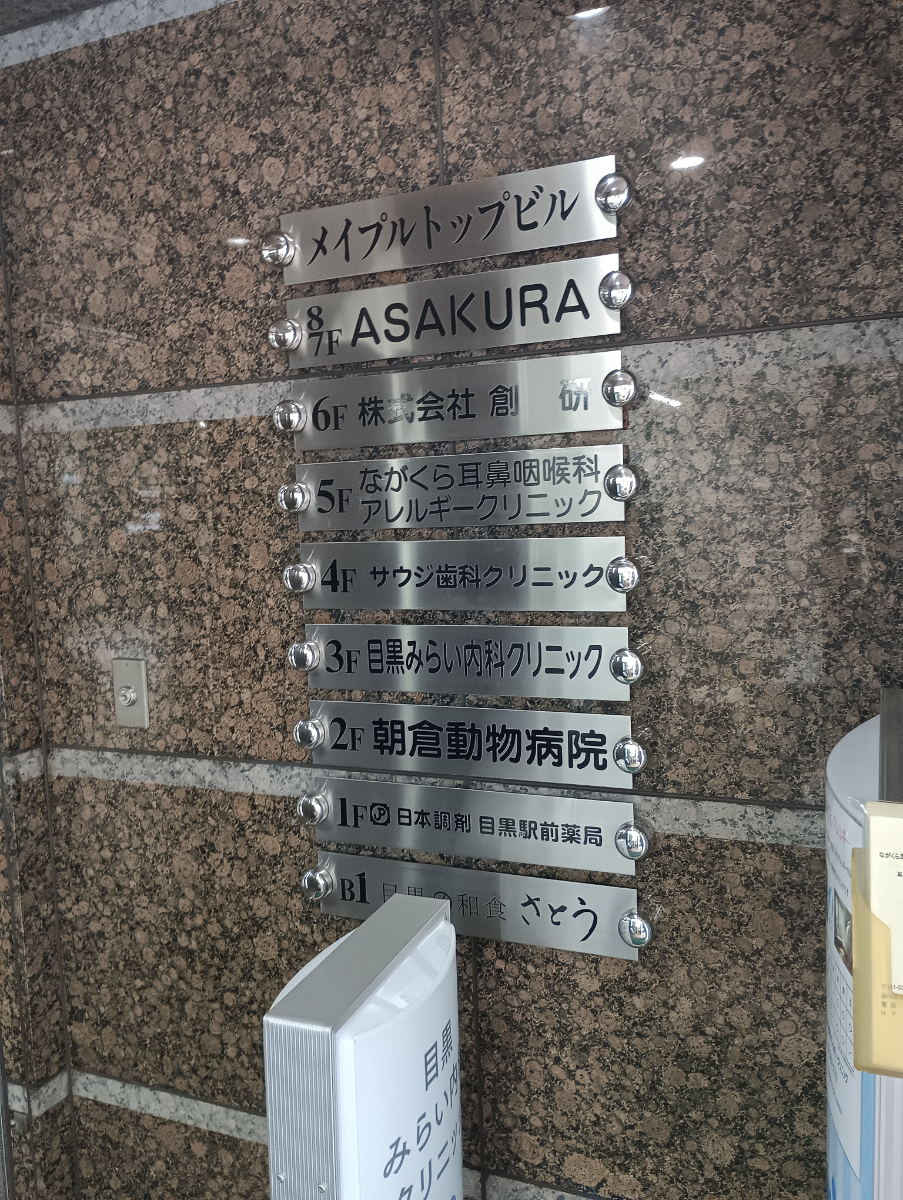 メイプルトップビル
8
7F ASAKURA
6F 株式会社 創 研
5F ながくら耳鼻咽喉科
アレルギークリニック
4F サウジ歯科クリニック
3F 目黒みらい内科クリニック
2F 朝倉動物病院
1F 日本調剤 目黒駅前薬局
B1 目黒の和食 さとう
目黒
みらい内
クリニッ